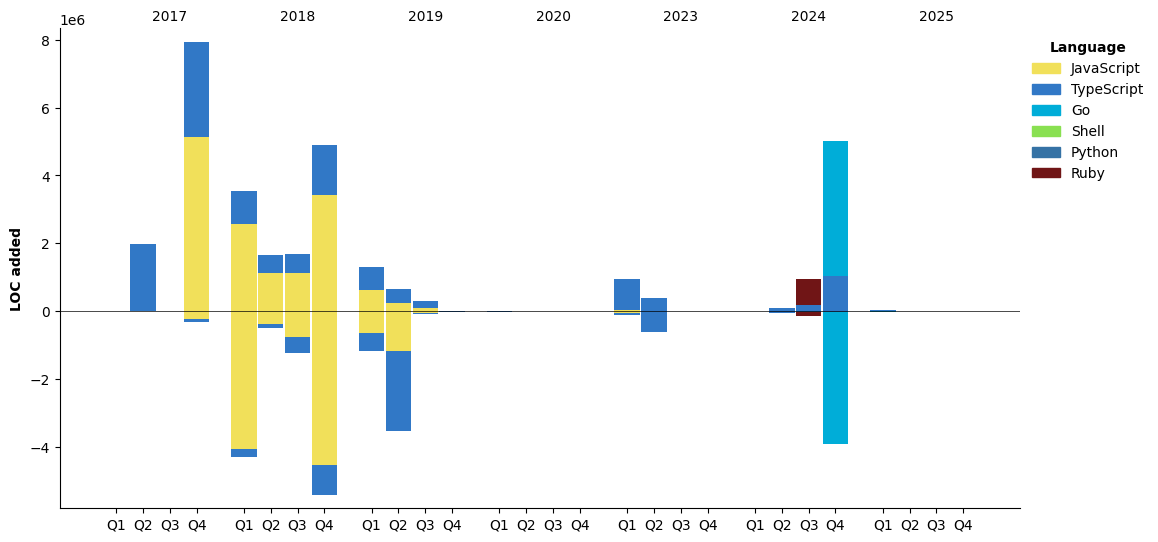 2017 2018 2019 2020 2023 2024 2025
1e6
8
6
4
2
0
−2
−4
LOC added
Q1 Q2 Q3 Q4 Q1 Q2 Q3 Q4 Q1 Q2 Q3 Q4 Q1 Q2 Q3 Q4 Q1 Q2 Q3 Q4 Q1 Q2 Q3 Q4 Q1 Q2 Q3 Q4
Language
JavaScript
TypeScript
Go
Shell
Python
Ruby